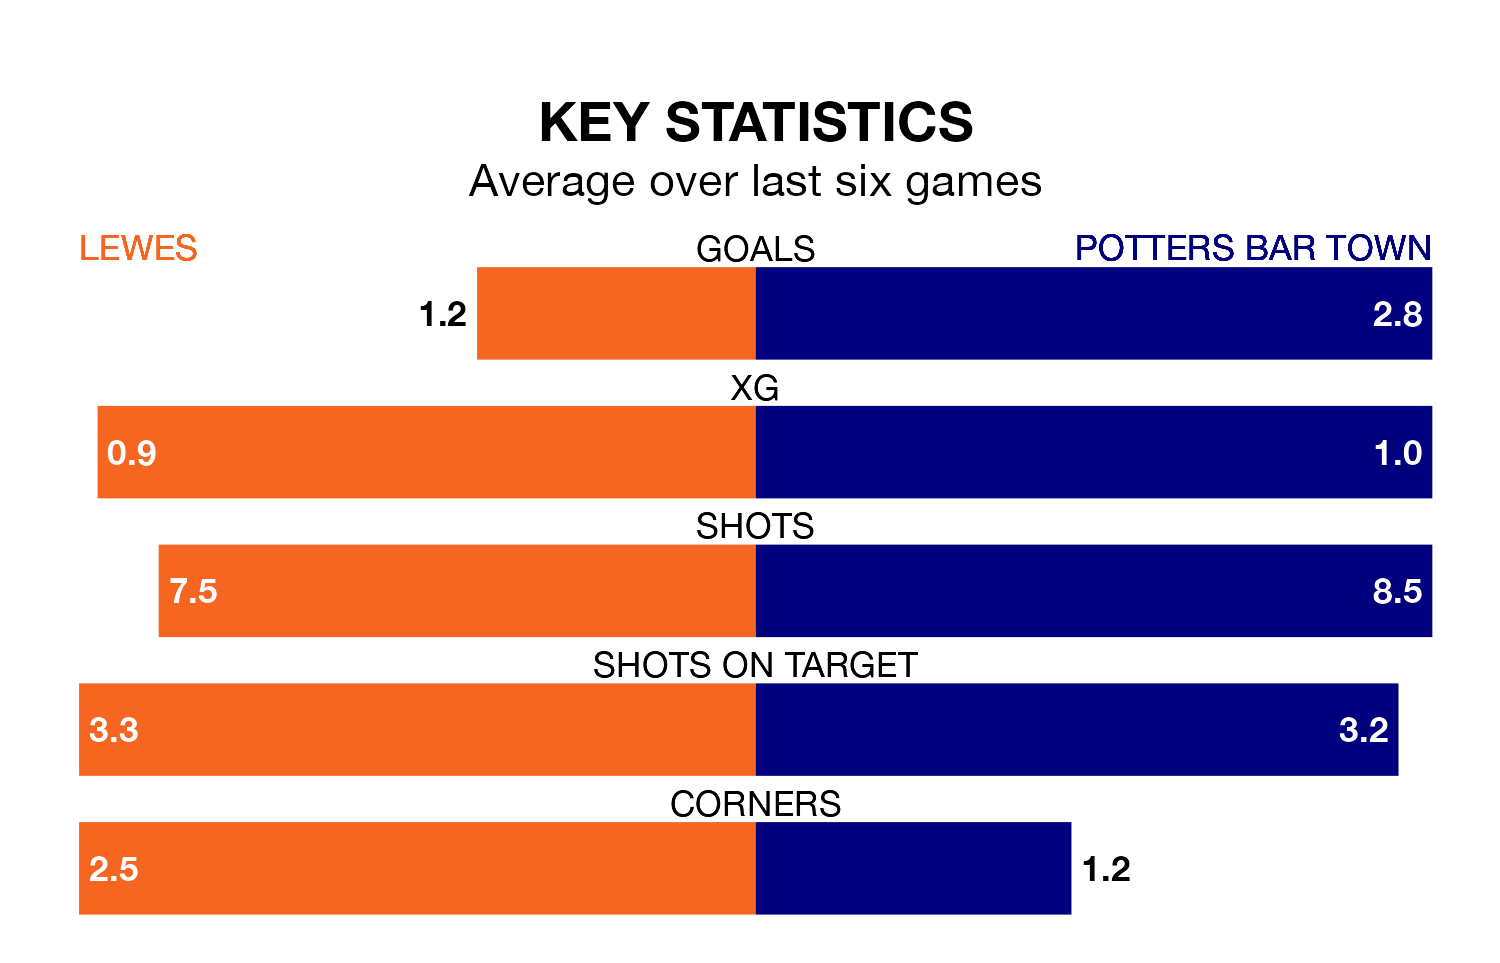 KEY STATISTICS
Average over last six games
LEWES GOALS POTTERS BAR TOWN
1.2 2.8
XG
0.9 1.0
SHOTS
7.5 8.5
SHOTS ON TARGET
3.3 3.2
CORNERS
2.5 1.2